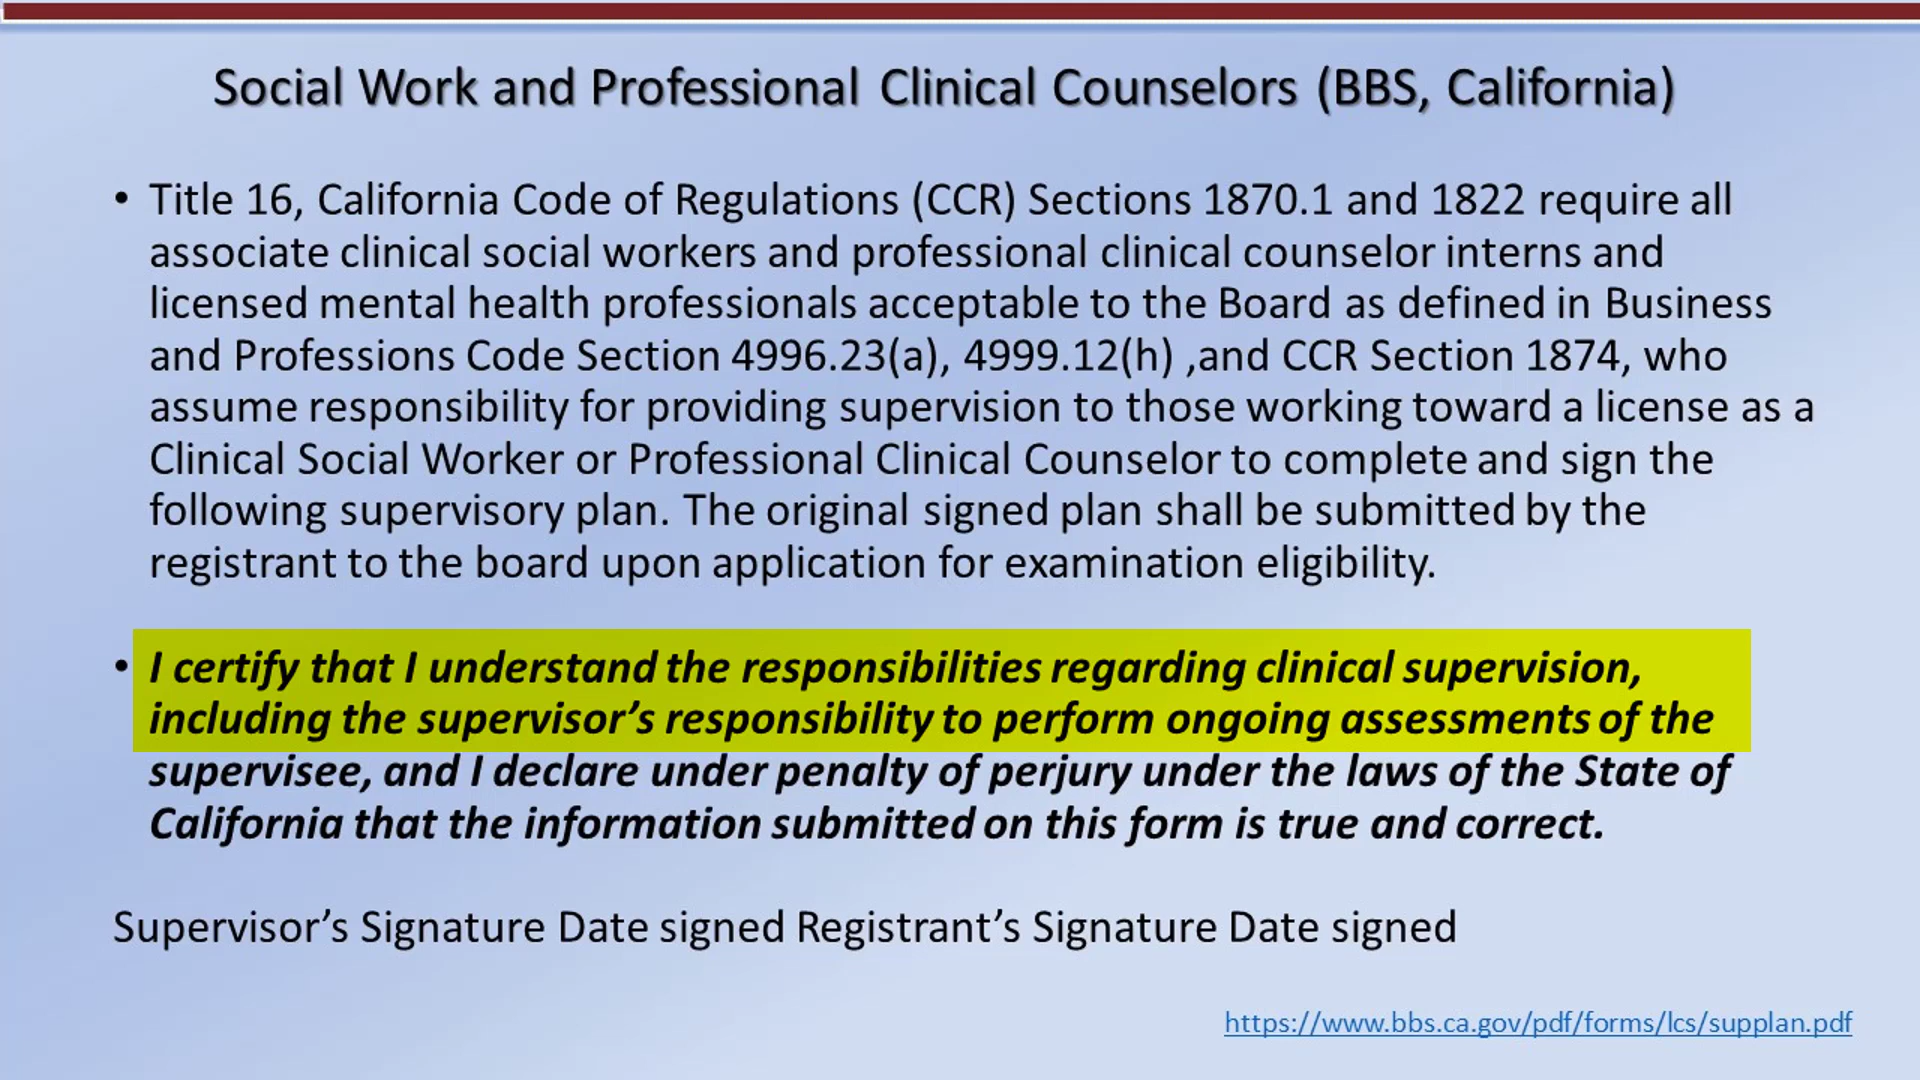 Social Work and Professional Clinical Counselors (BBS, California)
• Title 16, California Code of Regulations (CCR) Sections 1870.1 and 1822 require all
associate clinical social workers and professional clinical counselor interns and
licensed mental health professionals acceptable to the Board as defined in Business
and Professions Code Section 4996.23(a), 4999.12(h) ,and CCR Section 1874, who
assume responsibility for providing supervision to those working toward a license as a
Clinical Social Worker or Professional Clinical Counselor to complete and sign the
following supervisory plan. The original signed plan shall be submitted by the
registrant to the board upon application for examination eligibility.
• I certify that I understand the responsibilities regarding clinical supervision,
including the supervisor’s responsibility to perform ongoing assessments of the
supervisee, and I declare under penalty of perjury under the laws of the State of
California that the information submitted on this form is true and correct.
Supervisor’s Signature Date signed Registrant’s Signature Date signed
https://www.bbs.ca.gov/pdf/forms/lcs/supplan.pdf